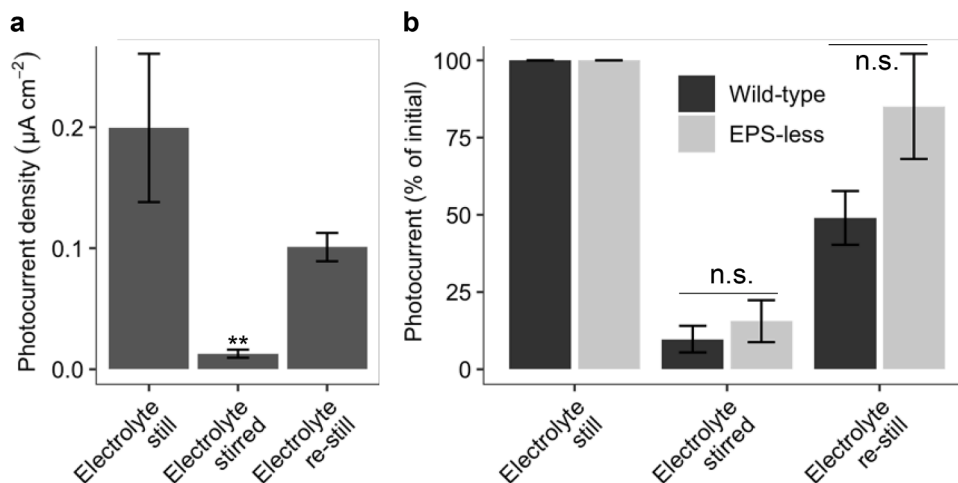 a
Photocurrent density (μA cm⁻²)
0.2
0.1
0.0
**
Electrolyte
still
Electrolyte
stirred
Electrolyte
re-still
b
Photocurrent (% of initial)
100
75
50
25
0
Wild-type
EPS-less
n.s.
n.s.
Electrolyte
still
Electrolyte
stirred
Electrolyte
re-still